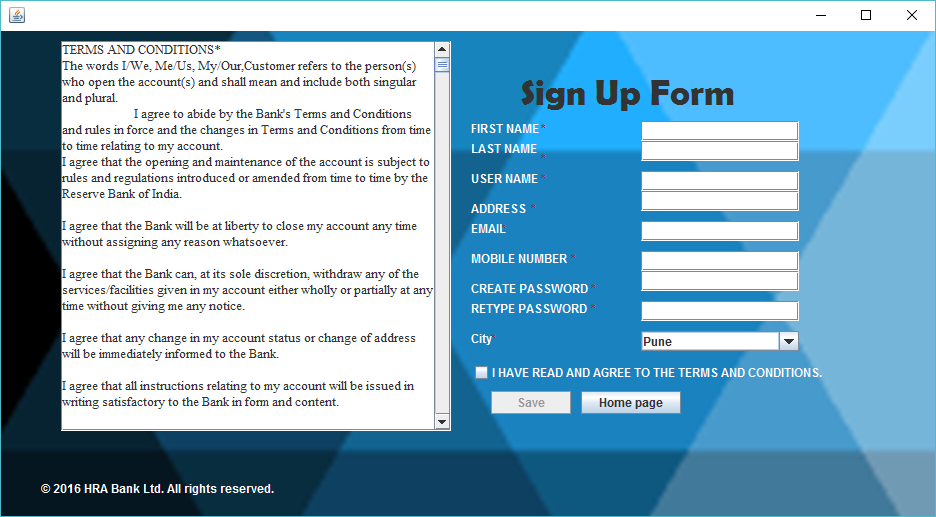 TERMS AND CONDITIONS*
The words I/We, Me/Us, My/Our,Customer refers to the person(s)
who open the account(s) and shall mean and include both singular
and plural.
I agree to abide by the Bank's Terms and Conditions
and rules in force and the changes in Terms and Conditions from time
to time relating to my account.
I agree that the opening and maintenance of the account is subject to
rules and regulations introduced or amended from time to time by the
Reserve Bank of India.
I agree that the Bank will be at liberty to close my account any time
without assigning any reason whatsoever.
I agree that the Bank can, at its sole discretion, withdraw any of the
services/facilities given in my account either wholly or partially at any
time without giving me any notice.
I agree that any change in my account status or change of address
will be immediately informed to the Bank.
I agree that all instructions relating to my account will be issued in
writing satisfactory to the Bank in form and content.
Sign Up Form
FIRST NAME *
LAST NAME *
USER NAME *
ADDRESS *
EMAIL
MOBILE NUMBER *
CREATE PASSWORD *
RETYPE PASSWORD *
City *
Pune
I HAVE READ AND AGREE TO THE TERMS AND CONDITIONS.
Save
Home page
© 2016 HRA Bank Ltd. All rights reserved.